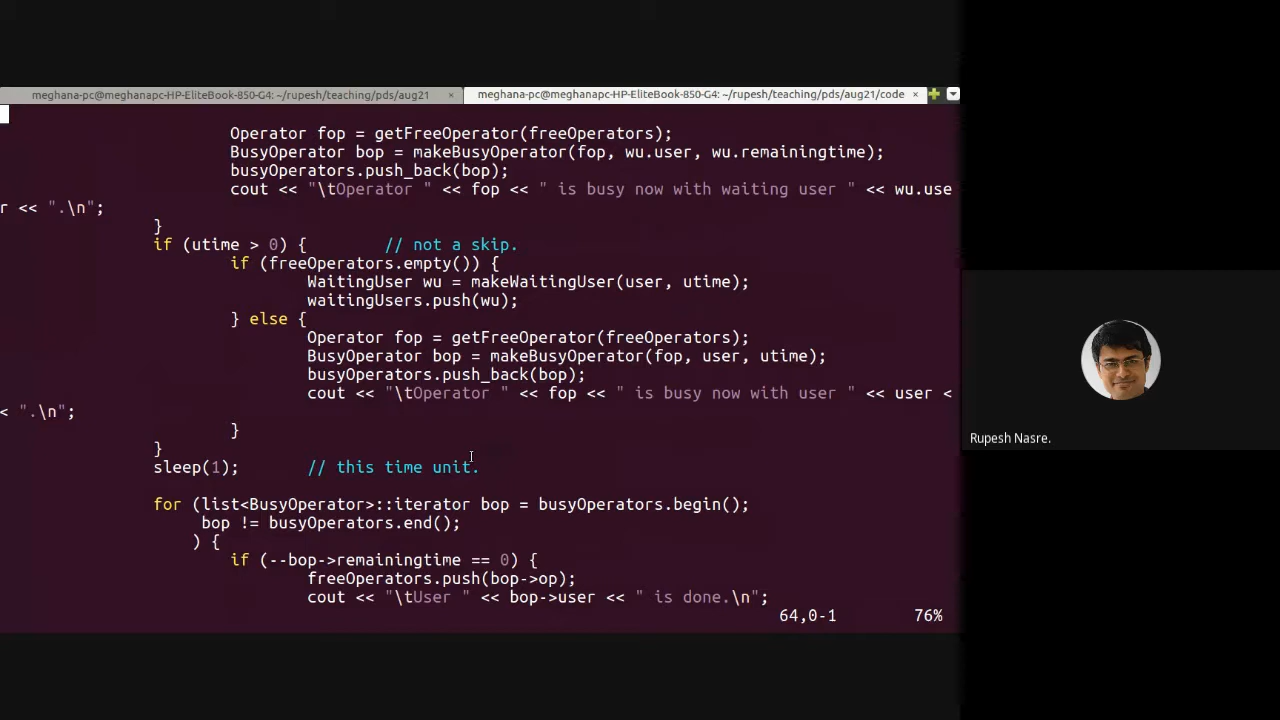 meghana-pc@meghanapc-HP-EliteBook-850-G4: ~/rupesh/teaching/pds/aug21 × meghana-pc@meghanapc-HP-EliteBook-850-G4: ~/rupesh/teaching/pds/aug21/code ×
Operator fop = getFreeOperator(freeOperators);
BusyOperator bop = makeBusyOperator(fop, wu.user, wu.remainingtime);
busyOperators.push_back(bop);
cout << "\tOperator " << fop << " is busy now with waiting user " << wu.use
r << ".\n";
}
if (utime > 0) { // not a skip.
if (freeOperators.empty()) {
WaitingUser wu = makeWaitingUser(user, utime);
waitingUsers.push(wu);
} else {
Operator fop = getFreeOperator(freeOperators);
BusyOperator bop = makeBusyOperator(fop, user, utime);
busyOperators.push_back(bop);
cout << "\tOperator " << fop << " is busy now with user " << user <
< ".\n";
}
}
sleep(1); // this time unit.
for (list<BusyOperator>::iterator bop = busyOperators.begin();
bop != busyOperators.end();
) {
if (--bop->remainingtime == 0) {
freeOperators.push(bop->op);
cout << "\tUser " << bop->user << " is done.\n";
64,0-1 76%
Rupesh Nasre.